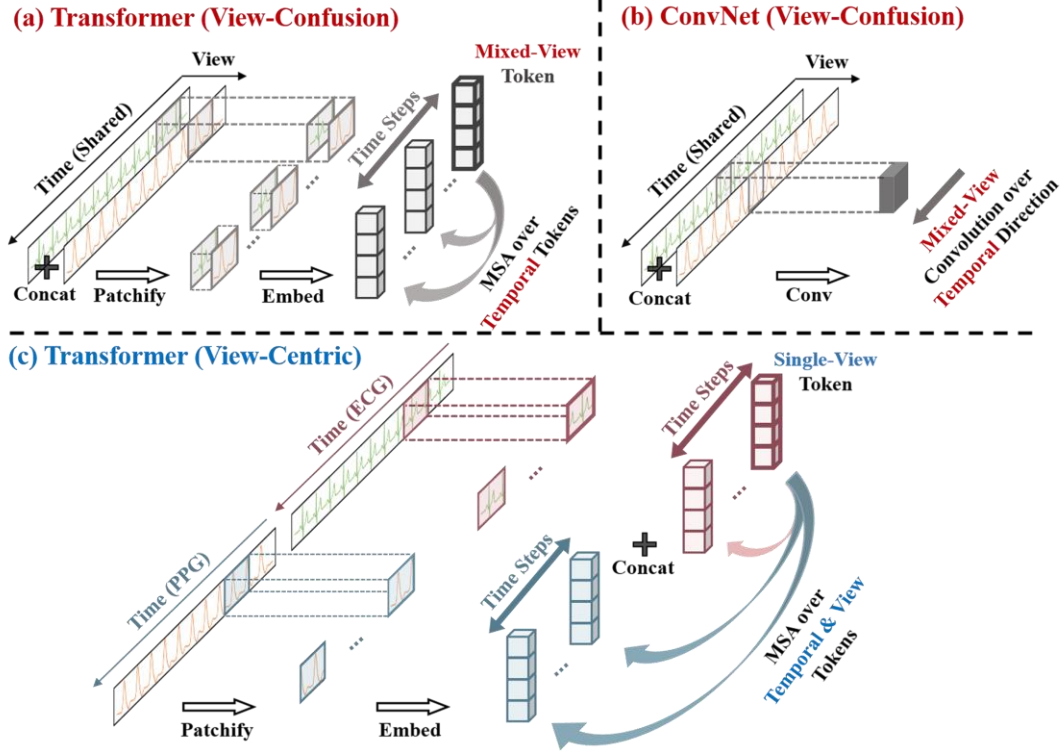 (a) Transformer (View-Confusion)
View
Time (Shared)
Concat
Patchify
Embed
Time Steps
Mixed-View
Token
MSA over
Temporal Tokens
(b) ConvNet (View-Confusion)
View
Time (Shared)
Concat
Conv
Mixed-View
Convolution over
Temporal Direction
(c) Transformer (View-Centric)
Time (ECG)
Time (PPG)
Patchify
Embed
Time Steps
Time Steps
Concat
Single-View
Token
MSA over
Temporal & View
Tokens